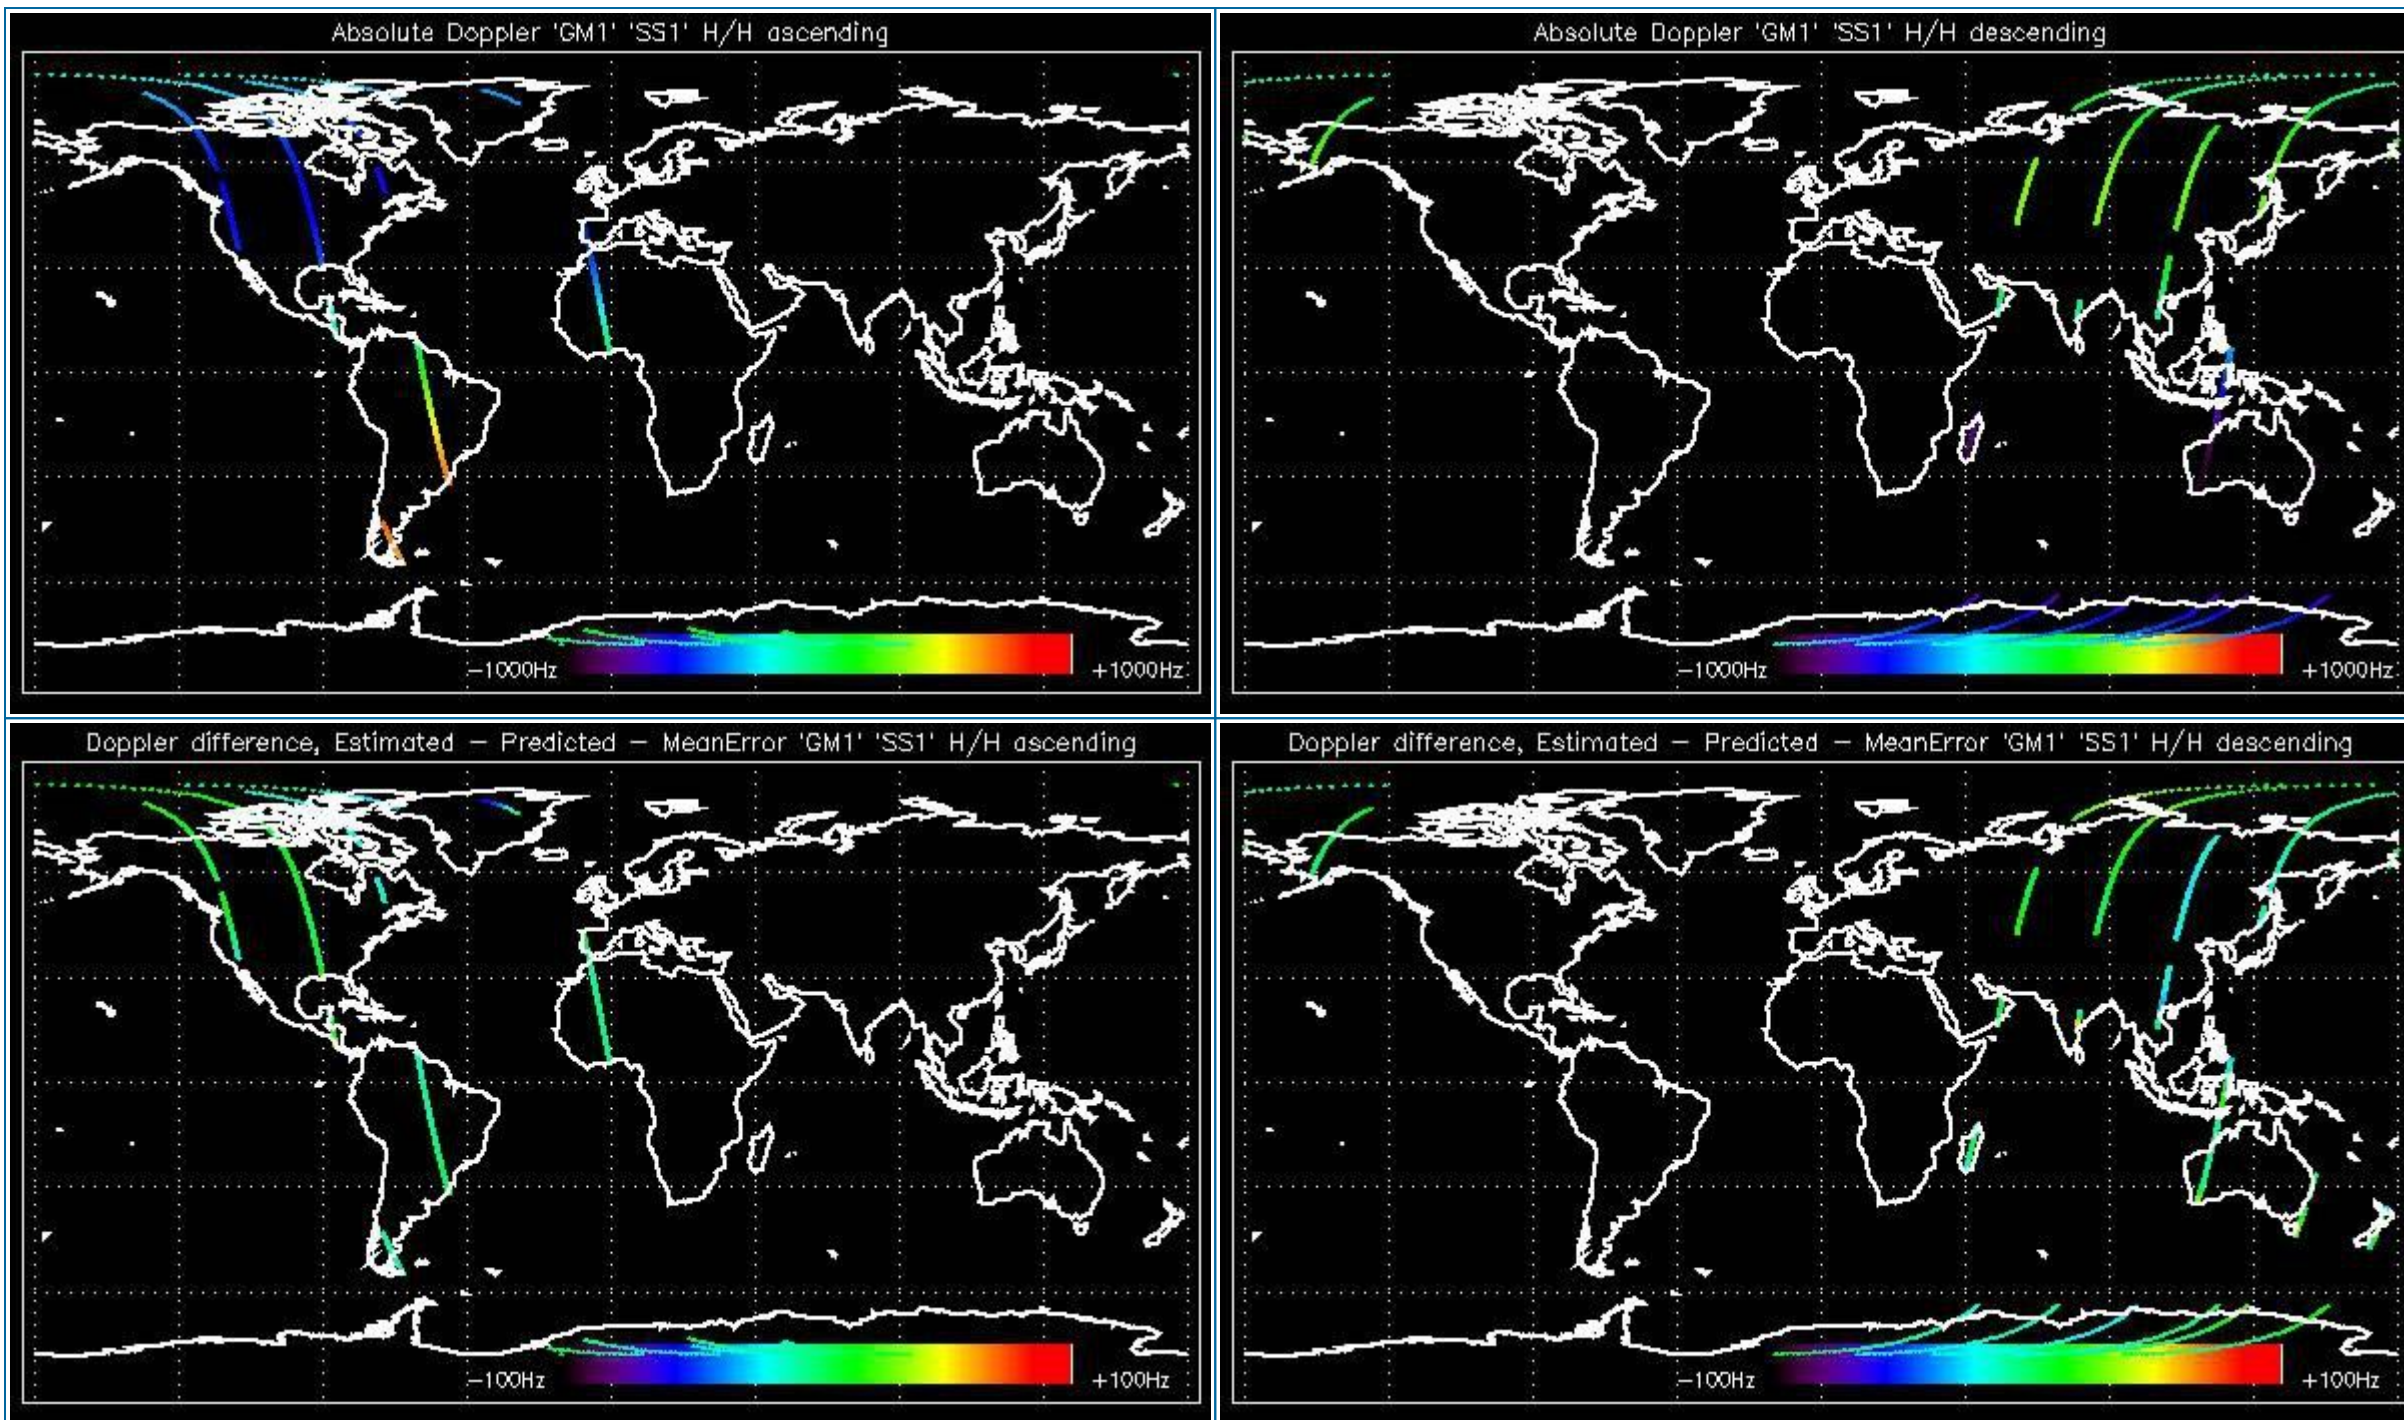 Absolute Doppler 'GM1' 'SS1' H/H ascending
-1000Hz
+1000Hz
Absolute Doppler 'GM1' 'SS1' H/H descending
-1000Hz
+1000Hz
Doppler difference, Estimated - Predicted - MeanError 'GM1' 'SS1' H/H ascending
-100Hz
+100Hz
Doppler difference, Estimated - Predicted - MeanError 'GM1' 'SS1' H/H descending
-100Hz
+100Hz